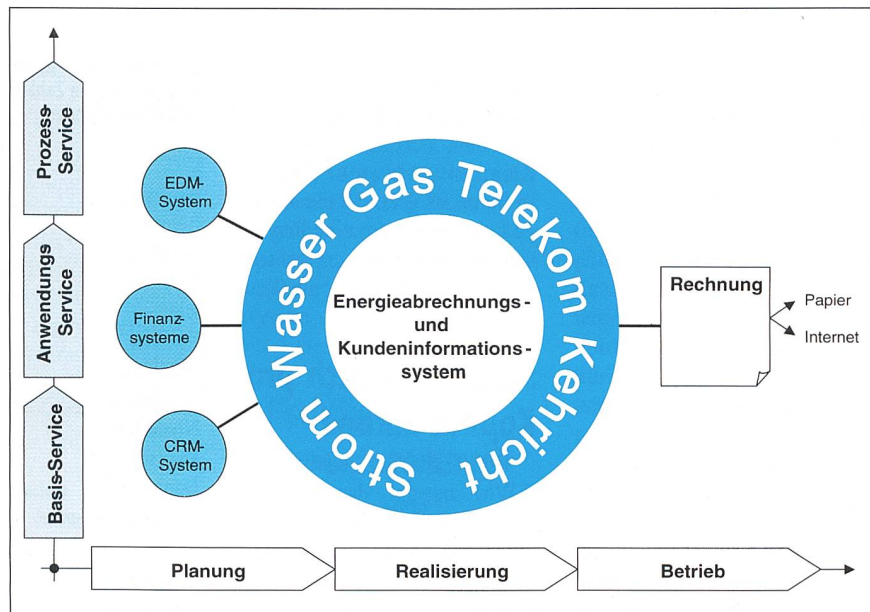 Prozess-
Service
Anwendungs
Service
Basis-Service
EDM-
System
Finanz-
systeme
CRM-
System
Strom Wasser Gas Telekom Kehricht
Energieabrechnungs-
und
Kundeninformations-
system
Rechnung
Papier
Internet
Planung
Realisierung
Betrieb